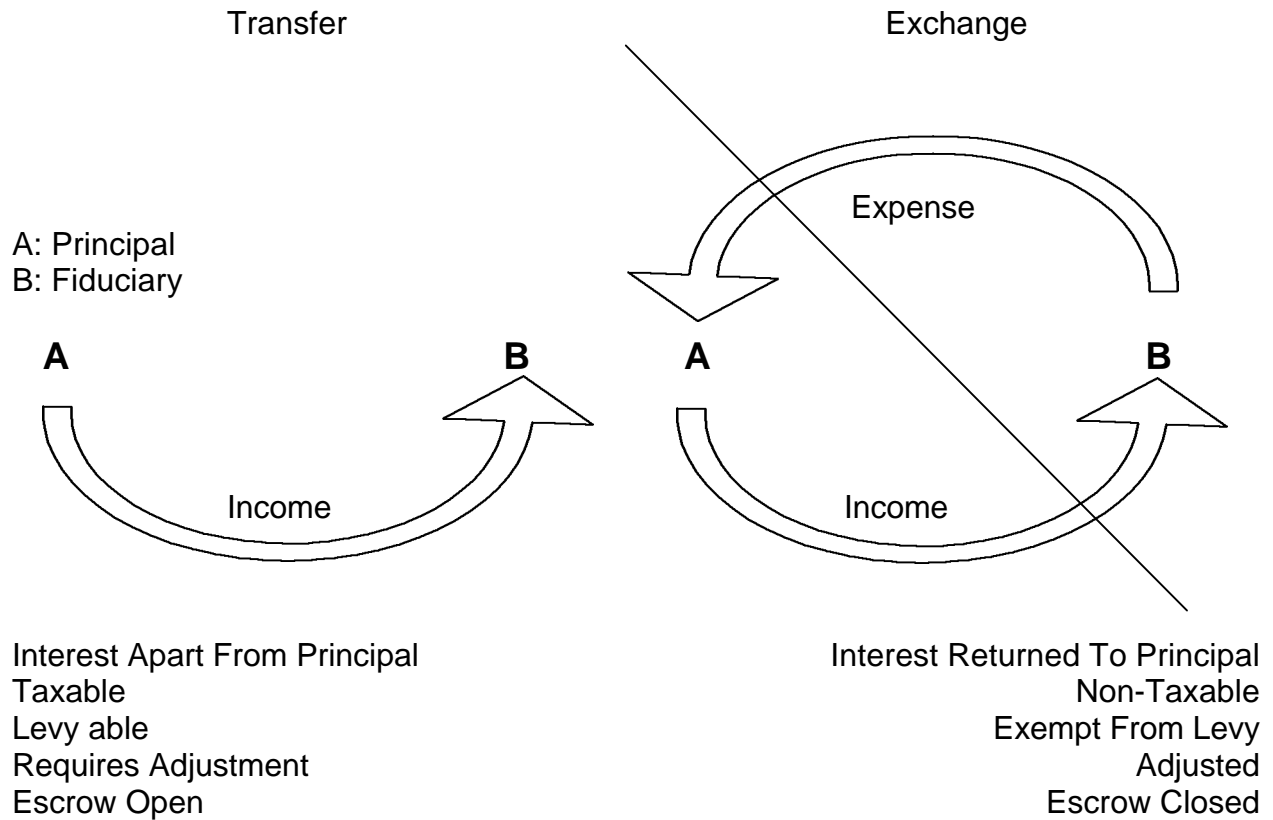 Transfer
Exchange
Expense
A: Principal
B: Fiduciary
A
B
A
B
Income
Income
Interest Apart From Principal
Taxable
Levy able
Requires Adjustment
Escrow Open
Interest Returned To Principal
Non-Taxable
Exempt From Levy
Adjusted
Escrow Closed